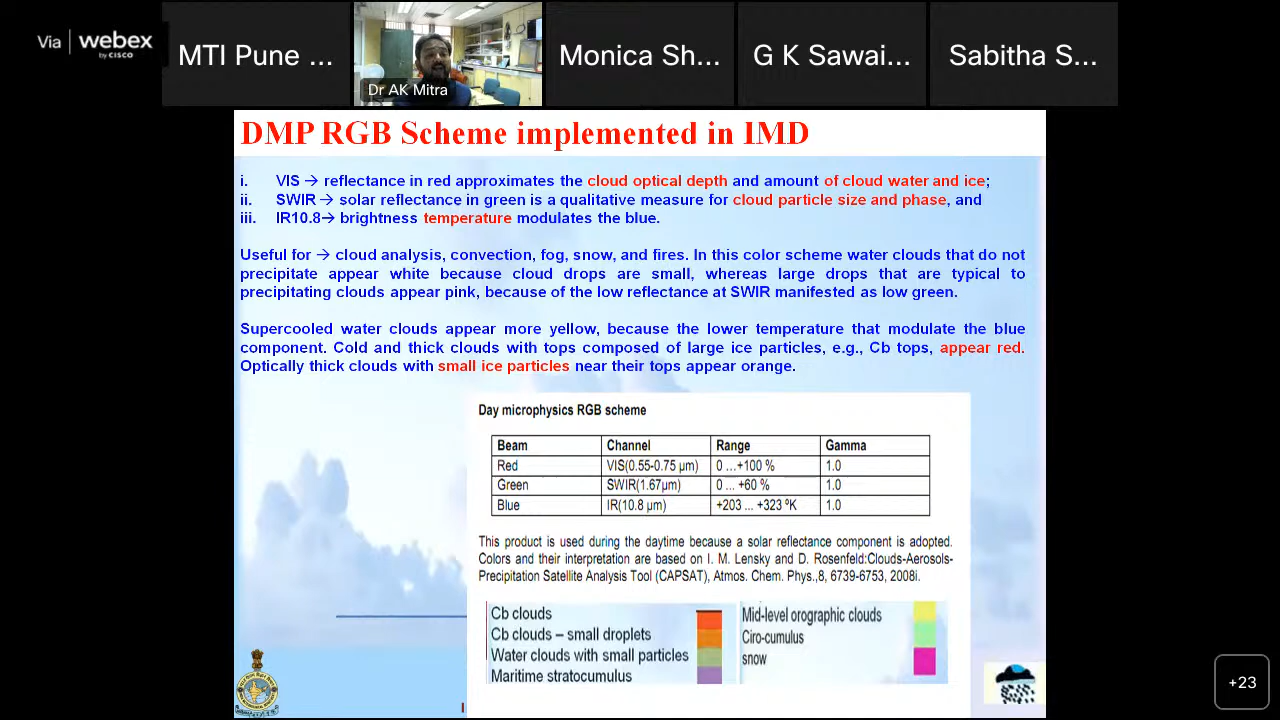 Via webex
by CISCO
MTI Pune ...
Dr AK Mitra
Monica Sh...
G K Sawai...
Sabitha S...
DMP RGB Scheme implemented in IMD
i. VIS → reflectance in red approximates the cloud optical depth and amount of cloud water and ice;
ii. SWIR → solar reflectance in green is a qualitative measure for cloud particle size and phase, and
iii. IR10.8→ brightness temperature modulates the blue.
Useful for → cloud analysis, convection, fog, snow, and fires. In this color scheme water clouds that do not
precipitate appear white because cloud drops are small, whereas large drops that are typical to
precipitating clouds appear pink, because of the low reflectance at SWIR manifested as low green.
Supercooled water clouds appear more yellow, because the lower temperature that modulate the blue
component. Cold and thick clouds with tops composed of large ice particles, e.g., Cb tops, appear red.
Optically thick clouds with small ice particles near their tops appear orange.
Day microphysics RGB scheme
Beam Channel Range Gamma
Red VIS(0.55-0.75 µm) 0 ...+100 % 1.0
Green SWIR(1.67µm) 0 ... +60 % 1.0
Blue IR(10.8 µm) +203 ... +323 ⁰K 1.0
This product is used during the daytime because a solar reflectance component is adopted.
Colors and their interpretation are based on I. M. Lensky and D. Rosenfeld:Clouds-Aerosols-
Precipitation Satellite Analysis Tool (CAPSAT), Atmos. Chem. Phys.,8, 6739-6753, 2008i.
Cb clouds
Cb clouds – small droplets
Water clouds with small particles
Maritime stratocumulus
Mid-level orographic clouds
Ciro-cumulus
snow
+23